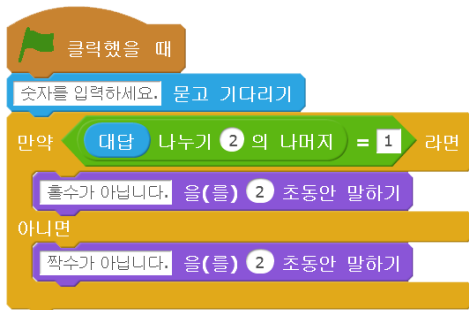 클릭했을 때
숫자를 입력하세요. 묻고 기다리기
만약 대답 나누기 2 의 나머지 = 1 라면
홀수가 아닙니다. 을(를) 2 초동안 말하기
아니면
짝수가 아닙니다. 을(를) 2 초동안 말하기